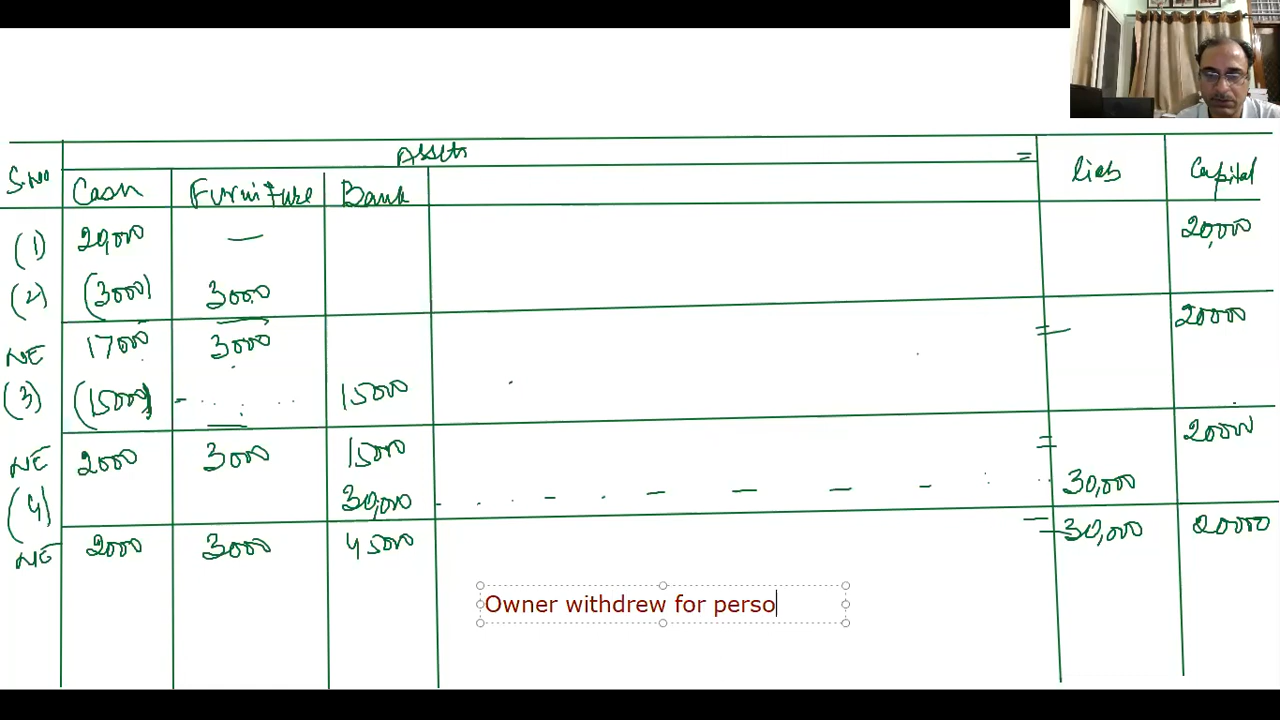 Assets =
S.No Cash Furniture Bank Liab Capital
(1) 20,000 — 20,000
(2) (3000) 3000
NE 17000 3000 = 20000
(3) (15000) - 15000
NE 2000 3000 15000 = 20000
(4) 30,000 - - - - - 30,000
NE 2000 3000 45000 = 30,000 20000
Owner withdrew for perso